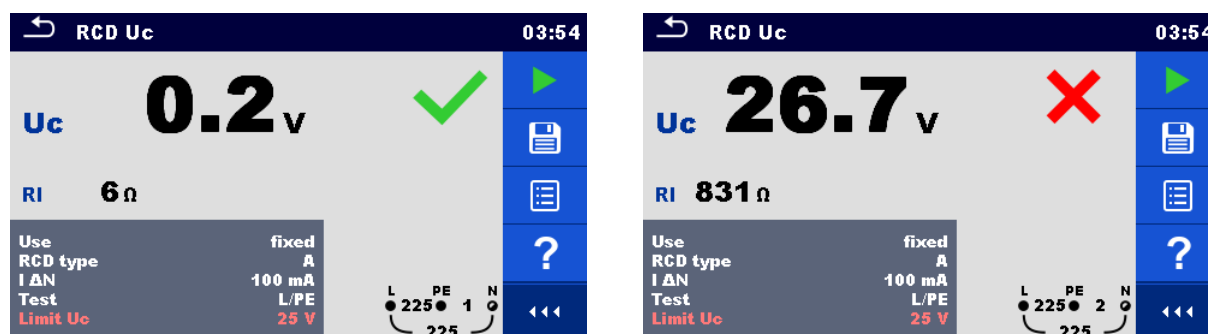 RCD Uc 03:54
Uc 0.2 V
RI 6 Ω
Use fixed
RCD type A
I ΔN 100 mA
Test L/PE
Limit Uc 25 V
L PE N
225 1
225
?
RCD Uc 03:54
Uc 26.7 V
RI 831 Ω
Use fixed
RCD type A
I ΔN 100 mA
Test L/PE
Limit Uc 25 V
L PE N
225 2
225
?